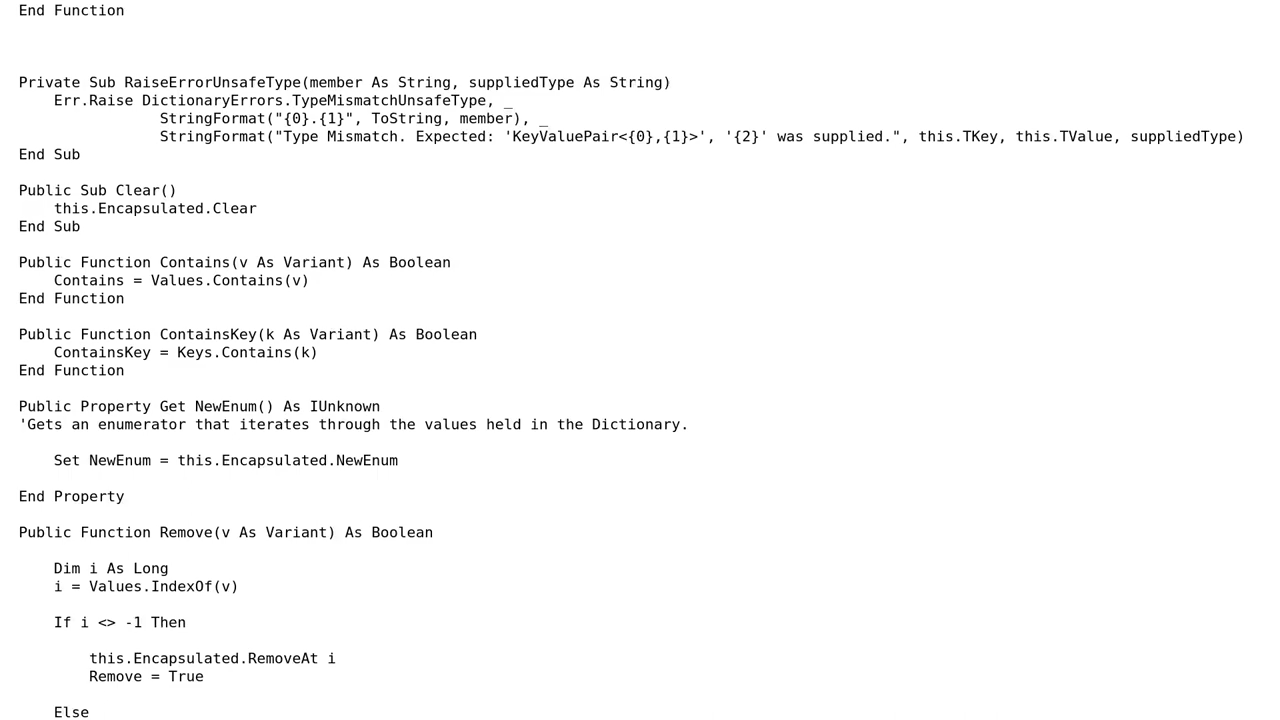 End Function
Private Sub RaiseErrorUnsafeType(member As String, suppliedType As String)
    Err.Raise DictionaryErrors.TypeMismatchUnsafeType, _
                StringFormat("{0}.{1}", ToString, member), _
                StringFormat("Type Mismatch. Expected: 'KeyValuePair<{0},{1}>', '{2}' was supplied.", this.TKey, this.TValue, suppliedType)
End Sub
Public Sub Clear()
    this.Encapsulated.Clear
End Sub
Public Function Contains(v As Variant) As Boolean
    Contains = Values.Contains(v)
End Function
Public Function ContainsKey(k As Variant) As Boolean
    ContainsKey = Keys.Contains(k)
End Function
Public Property Get NewEnum() As IUnknown
'Gets an enumerator that iterates through the values held in the Dictionary.
    Set NewEnum = this.Encapsulated.NewEnum
End Property
Public Function Remove(v As Variant) As Boolean
    Dim i As Long
    i = Values.IndexOf(v)
    If i <> -1 Then
        this.Encapsulated.RemoveAt i
        Remove = True
    Else